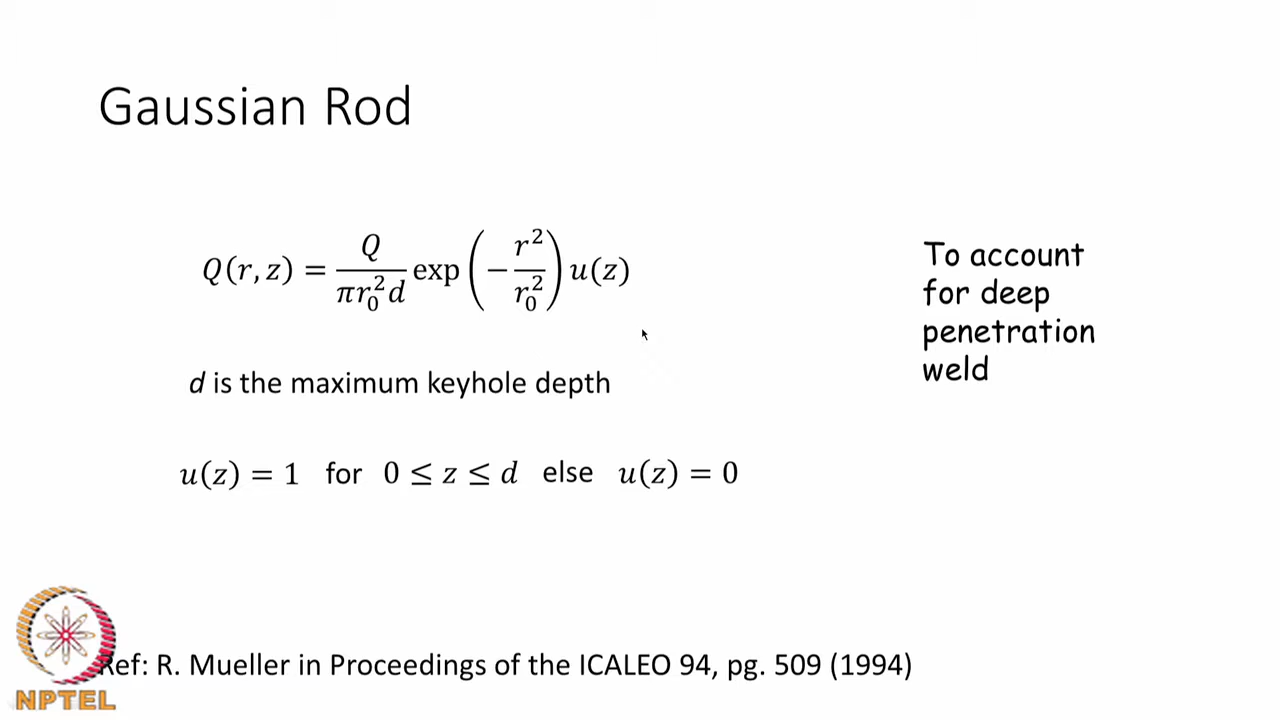 Gaussian Rod
Q(r, z) = Q / (πr₀²d) exp(−r²/r₀²) u(z)
To account
for deep
penetration
weld
d is the maximum keyhole depth
u(z) = 1 for 0 ≤ z ≤ d else u(z) = 0
Ref: R. Mueller in Proceedings of the ICALEO 94, pg. 509 (1994)
NPTEL